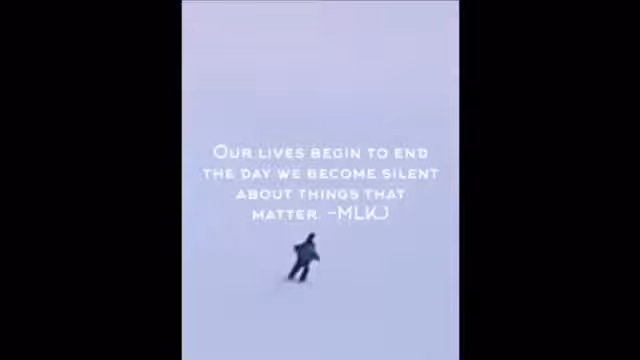 Our lives begin to end
the day we become silent
about things that
matter. -MLKJ